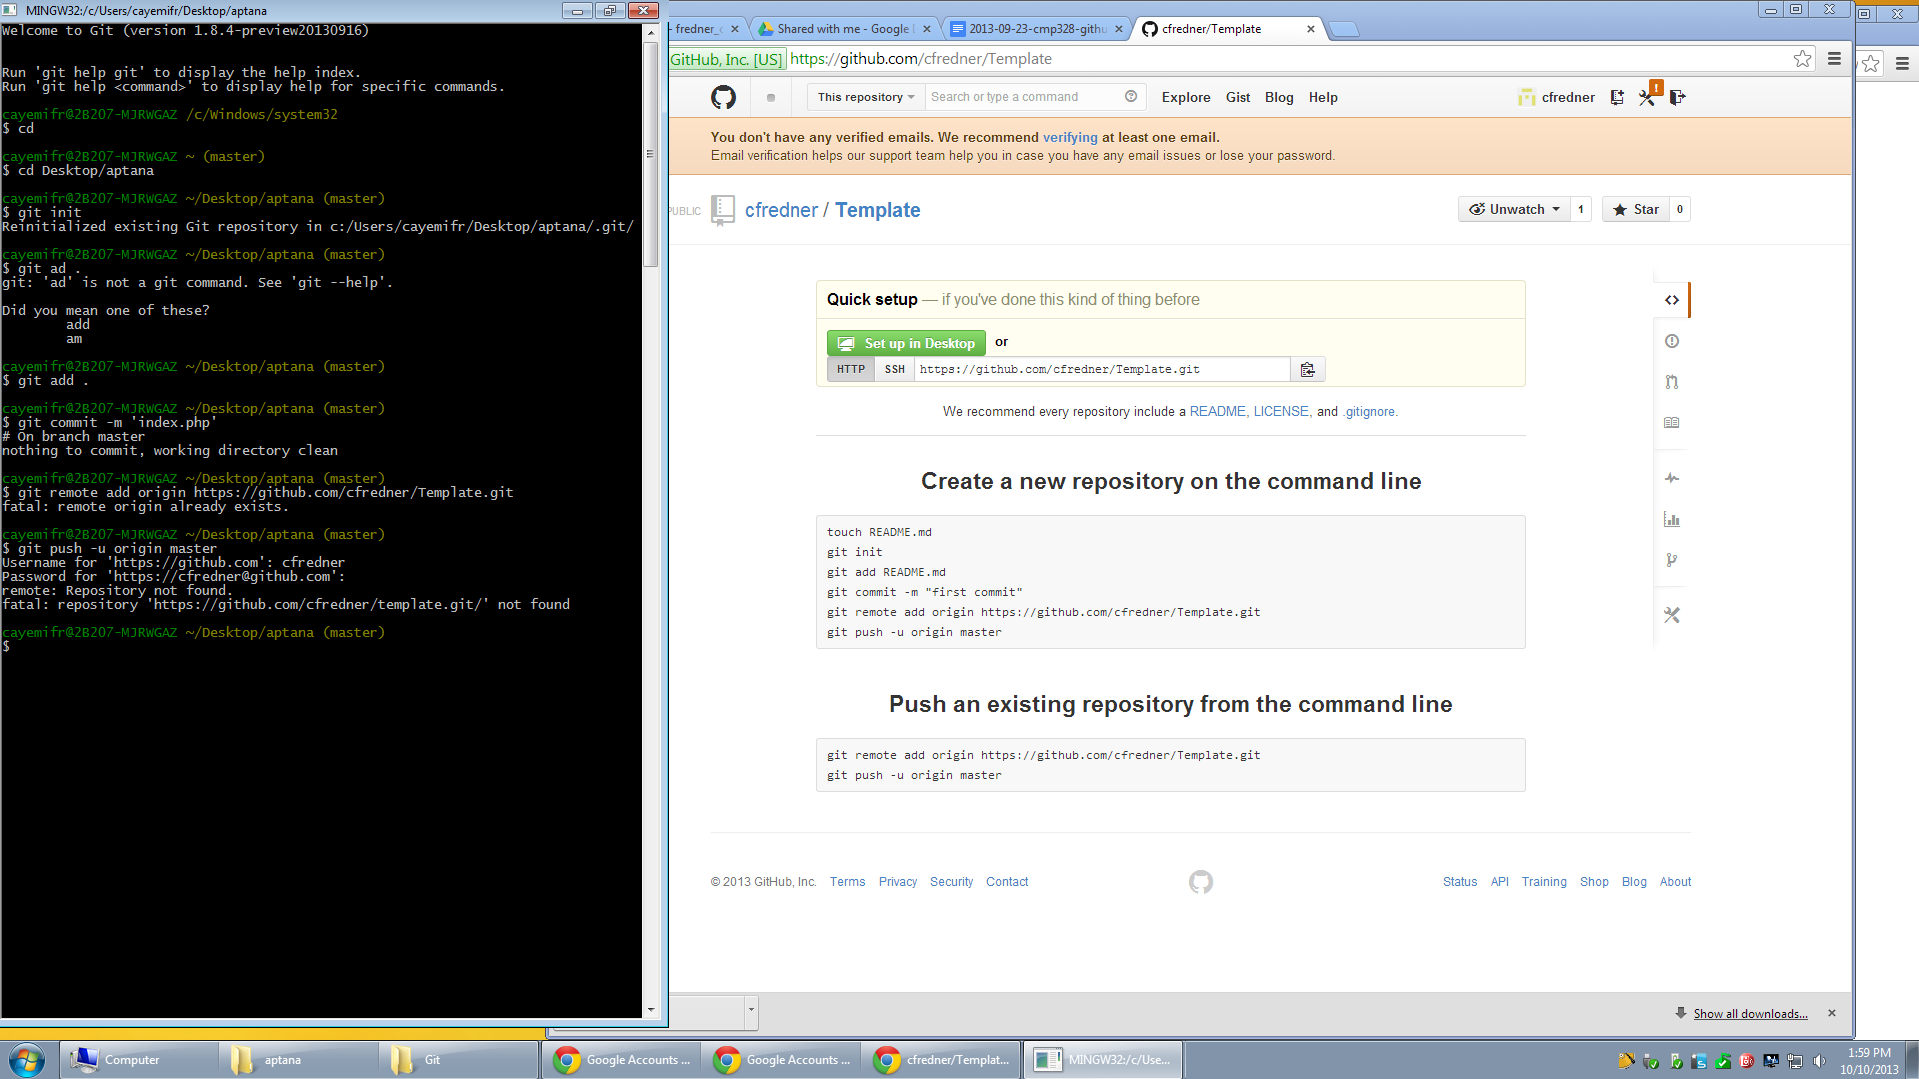 MINGW32:/c/Users/cayemifr/Desktop/aptana
Welcome to Git (version 1.8.4-preview20130916)
Run 'git help git' to display the help index.
Run 'git help <command>' to display help for specific commands.
cayemifr@2B207-MJRWGAZ /c/Windows/system32
$ cd
cayemifr@2B207-MJRWGAZ ~ (master)
$ cd Desktop/aptana
cayemifr@2B207-MJRWGAZ ~/Desktop/aptana (master)
$ git init
Reinitialized existing Git repository in c:/Users/cayemifr/Desktop/aptana/.git/
cayemifr@2B207-MJRWGAZ ~/Desktop/aptana (master)
$ git ad .
git: 'ad' is not a git command. See 'git --help'.
Did you mean one of these?
add
am
cayemifr@2B207-MJRWGAZ ~/Desktop/aptana (master)
$ git add .
cayemifr@2B207-MJRWGAZ ~/Desktop/aptana (master)
$ git commit -m 'index.php'
# On branch master
nothing to commit, working directory clean
cayemifr@2B207-MJRWGAZ ~/Desktop/aptana (master)
$ git remote add origin https://github.com/cfredner/Template.git
fatal: remote origin already exists.
cayemifr@2B207-MJRWGAZ ~/Desktop/aptana (master)
$ git push -u origin master
Username for 'https://github.com': cfredner
Password for 'https://cfredner@github.com':
remote: Repository not found.
fatal: repository 'https://github.com/cfredner/template.git/' not found
cayemifr@2B207-MJRWGAZ ~/Desktop/aptana (master)
$
- fredner_ Shared with me - Google 2013-09-23-cmp328-githu cfredner/Template
GitHub, Inc. [US] https://github.com/cfredner/Template
This repository Search or type a command Explore Gist Blog Help cfredner
You don't have any verified emails. We recommend verifying at least one email.
Email verification helps our support team help you in case you have any email issues or lose your password.
PUBLIC cfredner / Template Unwatch 1 Star 0
Quick setup — if you've done this kind of thing before
Set up in Desktop or
HTTP SSH https://github.com/cfredner/Template.git
We recommend every repository include a README, LICENSE, and .gitignore.
Create a new repository on the command line
touch README.md
git init
git add README.md
git commit -m "first commit"
git remote add origin https://github.com/cfredner/Template.git
git push -u origin master
Push an existing repository from the command line
git remote add origin https://github.com/cfredner/Template.git
git push -u origin master
© 2013 GitHub, Inc. Terms Privacy Security Contact Status API Training Shop Blog About
Show all downloads...
Computer aptana Git Google Accounts ... Google Accounts ... cfredner/Templat... MINGW32:/c/Use... 1:59 PM
10/10/2013